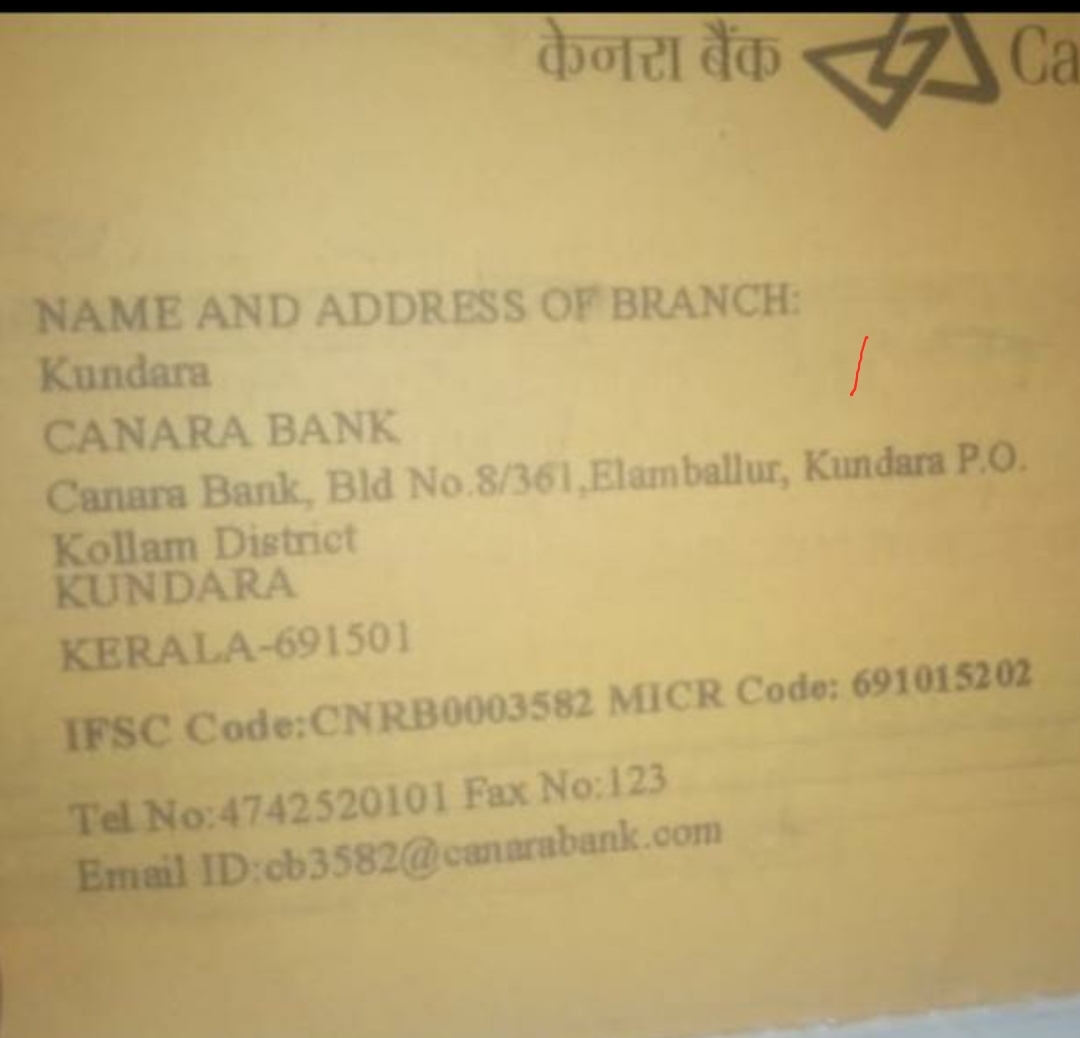 केनरा बैंक Ca
NAME AND ADDRESS OF BRANCH:
Kundara
CANARA BANK
Canara Bank, Bld No.8/361,Elamballur, Kundara P.O.
Kollam District
KUNDARA
KERALA-691501
IFSC Code:CNRB0003582 MICR Code: 691015202
Tel No:4742520101 Fax No:123
Email ID:cb3582@canarabank.com